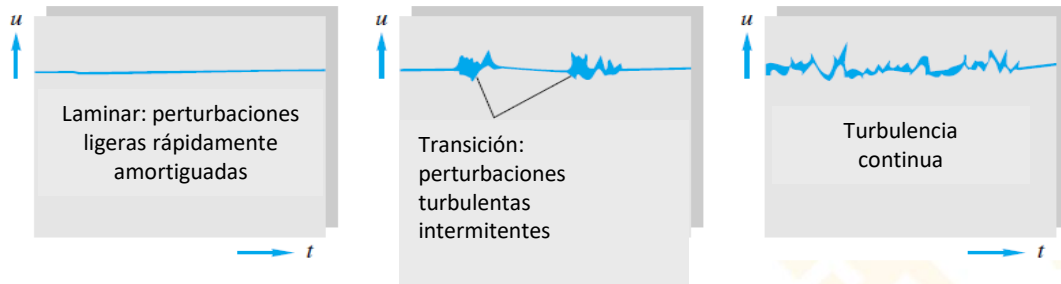 u
Laminar: perturbaciones
ligeras rápidamente
amortiguadas
t
u
Transición:
perturbaciones
turbulentas
intermitentes
u
Turbulencia
continua
t